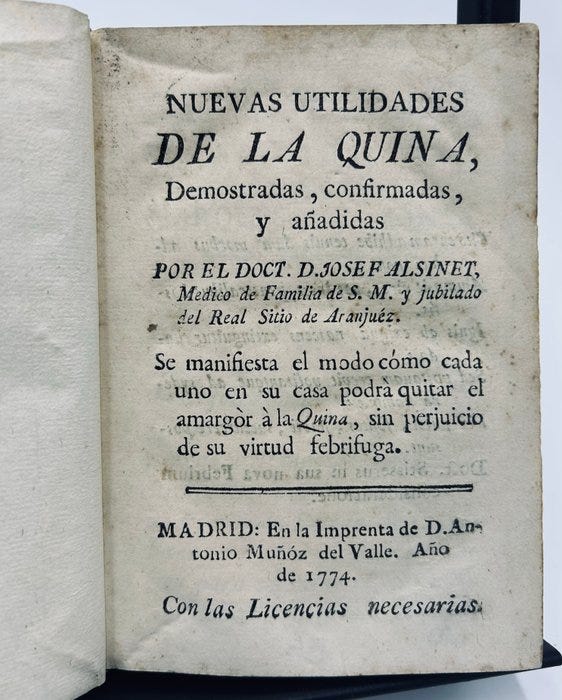 NUEVAS UTILIDADES
DE LA QUINA,
Demostradas, confirmadas,
y añadidas
POR EL DOCT. D. JOSEF ALSINET,
Medico de Familia de S. M. y jubilado
del Real Sitio de Aranjuéz.
Se manifiesta el modo cómo cada
uno en su casa podrà quitar el
amargòr à la Quina, sin perjuicio
de su virtud febrifuga.
MADRID: En la Imprenta de D. An-
tonio Muñóz del Valle. Año
de 1774.
Con las Licencias necesarias.